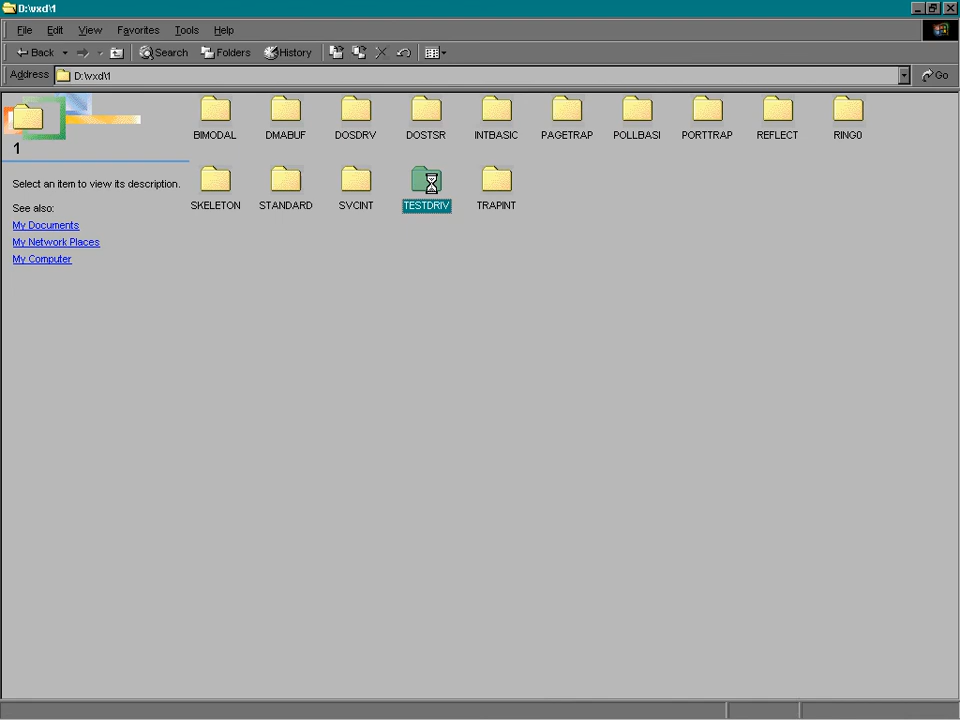 D:\vxd\1
File Edit View Favorites Tools Help
Back Search Folders History
Address D:\vxd\1 Go
BIMODAL DMABUF DOSDRV DOSTSR INTBASIC PAGETRAP POLLBASI PORTTRAP REFLECT RING0
1
Select an item to view its description.
SKELETON STANDARD SVCINT TESTDRIV TRAPINT
See also:
My Documents
My Network Places
My Computer